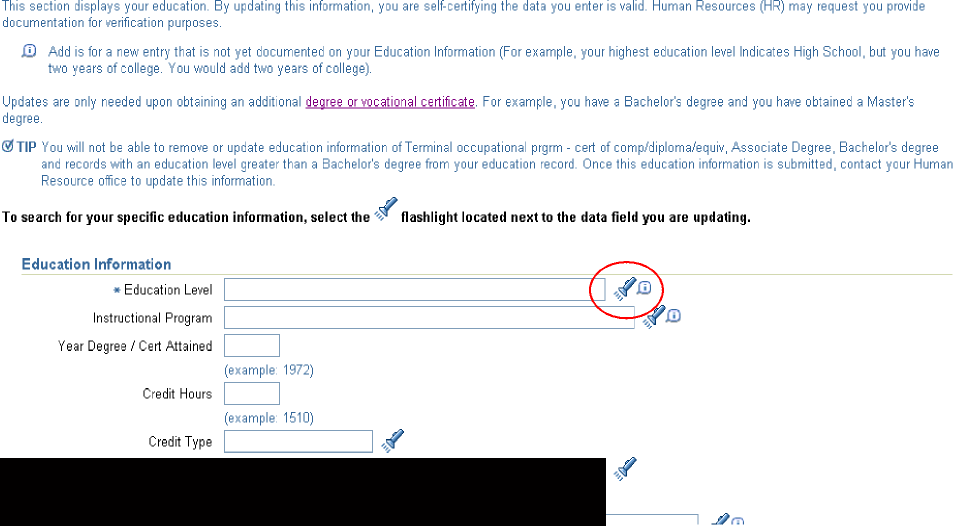 This section displays your education. By updating this information, you are self-certifying the data you enter is valid. Human Resources (HR) may request you provide
documentation for verification purposes.
Add is for a new entry that is not yet documented on your Education Information (For example, your highest education level Indicates High School, but you have
two years of college. You would add two years of college).
Updates are only needed upon obtaining an additional degree or vocational certificate. For example, you have a Bachelor's degree and you have obtained a Master's
degree.
TIP You will not be able to remove or update education information of Terminal occupational prgrm - cert of comp/diploma/equiv, Associate Degree, Bachelor's degree
and records with an education level greater than a Bachelor's degree from your education record. Once this education information is submitted, contact your Human
Resource office to update this information.
To search for your specific education information, select the flashlight located next to the data field you are updating.
Education Information
* Education Level
Instructional Program
Year Degree / Cert Attained
(example: 1972)
Credit Hours
(example: 1510)
Credit Type